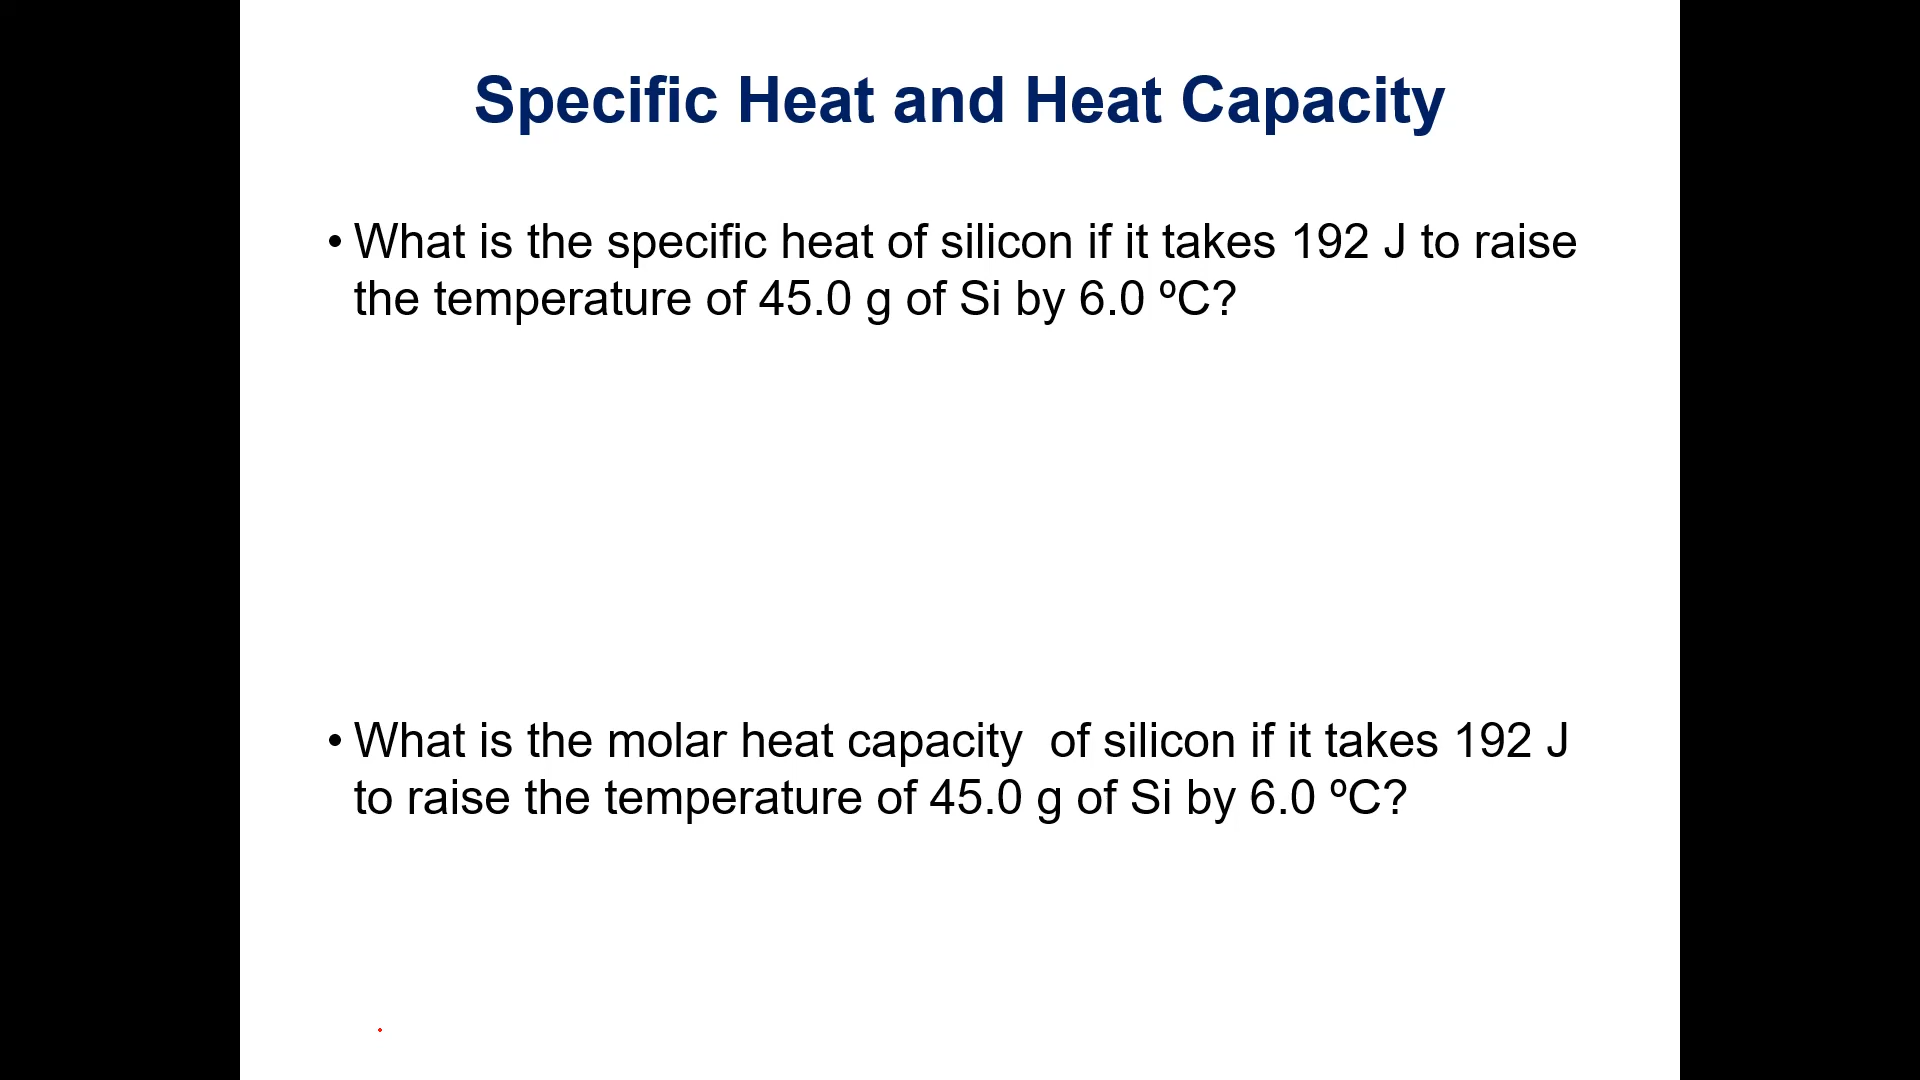 Specific Heat and Heat Capacity
• What is the specific heat of silicon if it takes 192 J to raise
the temperature of 45.0 g of Si by 6.0 ºC?
• What is the molar heat capacity  of silicon if it takes 192 J
to raise the temperature of 45.0 g of Si by 6.0 ºC?